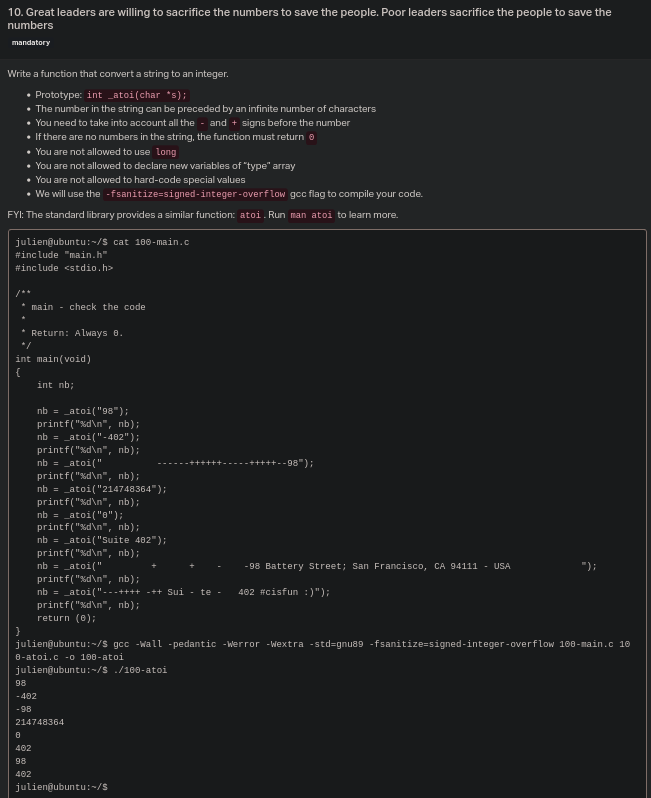 10. Great leaders are willing to sacrifice the numbers to save the people. Poor leaders sacrifice the people to save the
numbers
mandatory
Write a function that convert a string to an integer.
• Prototype: int _atoi(char *s);
• The number in the string can be preceded by an infinite number of characters
• You need to take into account all the - and + signs before the number
• If there are no numbers in the string, the function must return 0
• You are not allowed to use long
• You are not allowed to declare new variables of “type” array
• You are not allowed to hard-code special values
• We will use the -fsanitize=signed-integer-overflow gcc flag to compile your code.
FYI: The standard library provides a similar function: atoi. Run man atoi to learn more.
julien@ubuntu:~/$ cat 100-main.c
#include "main.h"
#include <stdio.h>
/**
 * main - check the code
 *
 * Return: Always 0.
 */
int main(void)
{
    int nb;
    nb = _atoi("98");
    printf("%d\n", nb);
    nb = _atoi("-402");
    printf("%d\n", nb);
    nb = _atoi("          ------++++++-----+++++--98");
    printf("%d\n", nb);
    nb = _atoi("214748364");
    printf("%d\n", nb);
    nb = _atoi("0");
    printf("%d\n", nb);
    nb = _atoi("Suite 402");
    printf("%d\n", nb);
    nb = _atoi("         +      +    -    -98 Battery Street; San Francisco, CA 94111 - USA             ");
    printf("%d\n", nb);
    nb = _atoi("---++++ -++ Sui - te -   402 #cisfun :)");
    printf("%d\n", nb);
    return (0);
}
julien@ubuntu:~/$ gcc -Wall -pedantic -Werror -Wextra -std=gnu89 -fsanitize=signed-integer-overflow 100-main.c 10
0-atoi.c -o 100-atoi
julien@ubuntu:~/$ ./100-atoi
98
-402
-98
214748364
0
402
98
402
julien@ubuntu:~/$